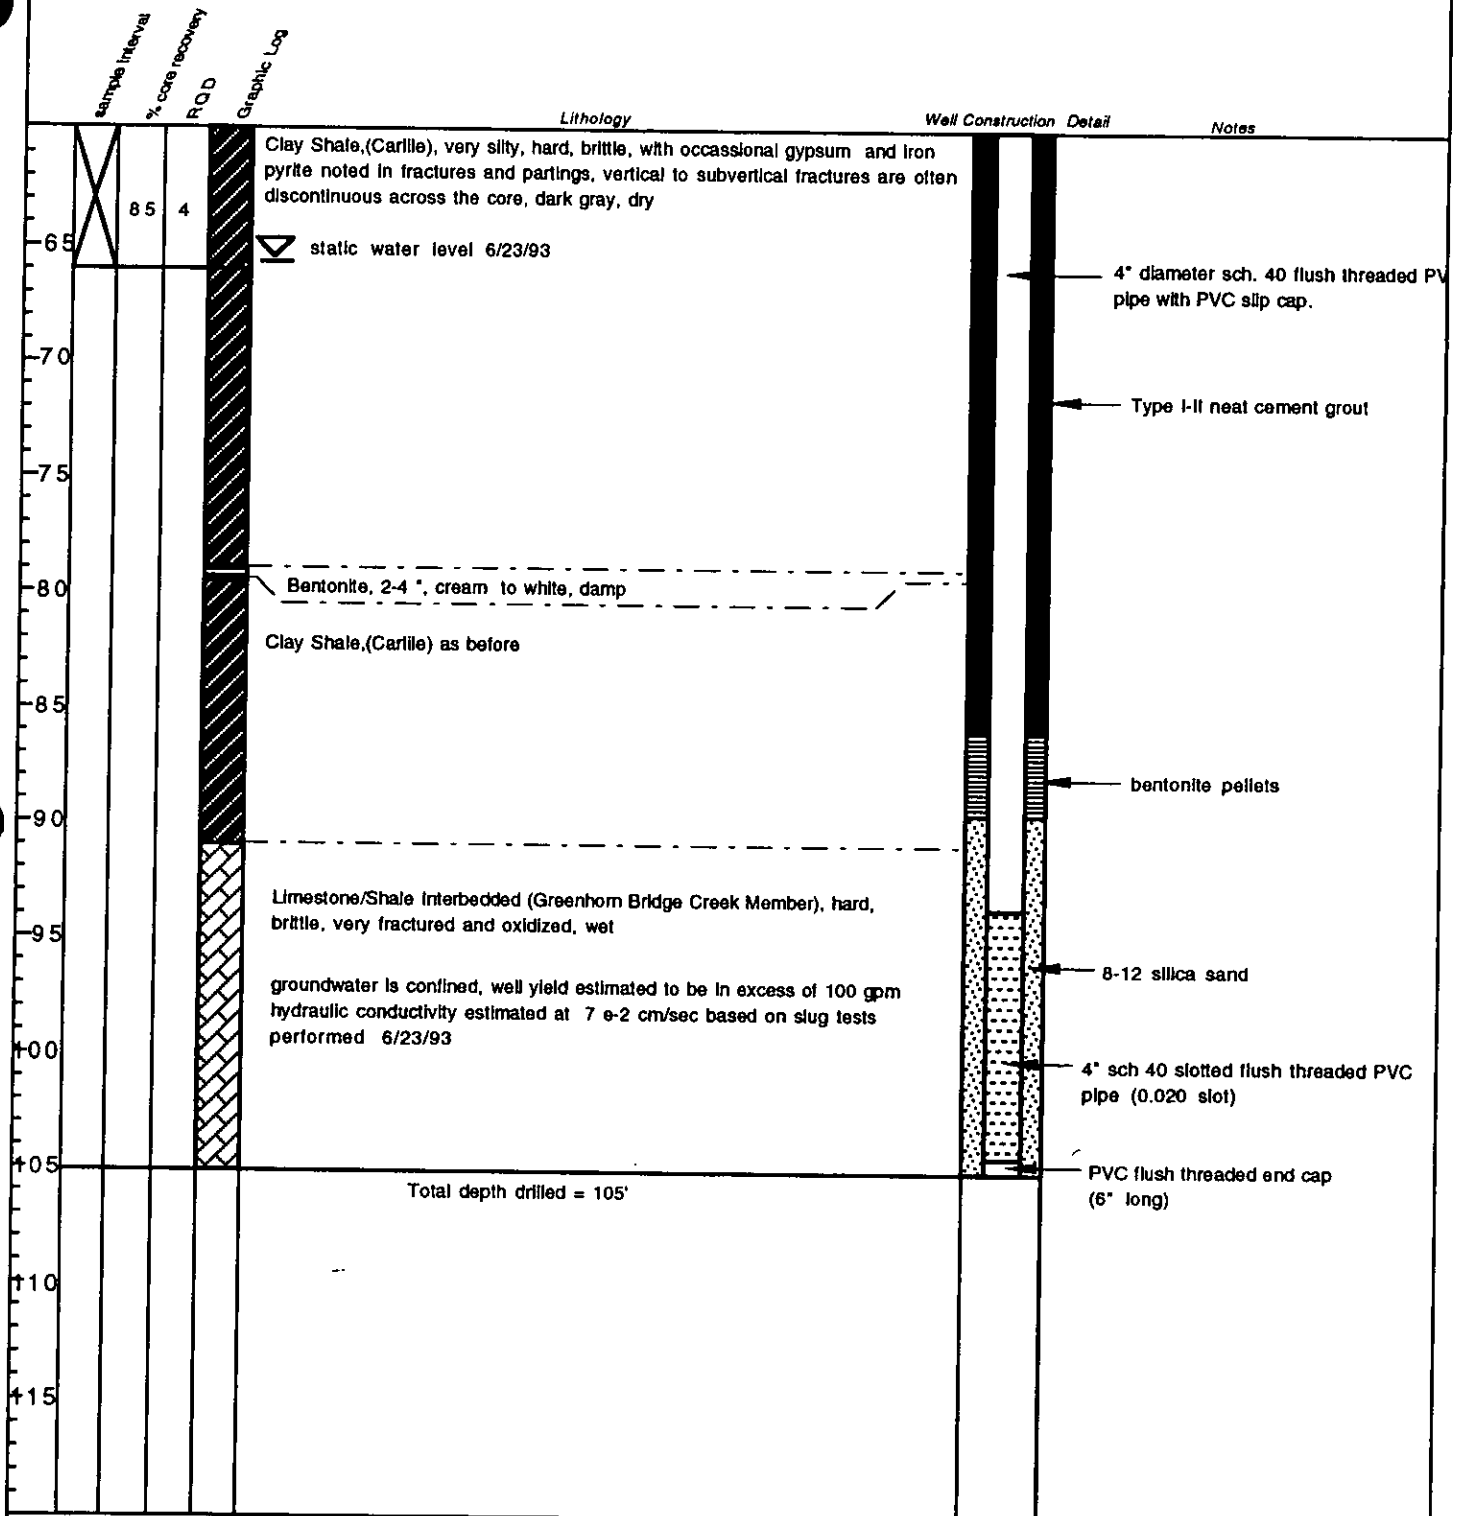 sample interval
% core recovery
RQD
Graphic Log
Lithology
Well Construction Detail
Notes
Clay Shale,(Carlile), very silty, hard, brittle, with occassional gypsum and iron
pyrite noted in fractures and partings, vertical to subvertical fractures are often
discontinuous across the core, dark gray, dry
85 4
65
static water level 6/23/93
4" diameter sch. 40 flush threaded PV
pipe with PVC slip cap.
70
Type I-II neat cement grout
75
80
Bentonite, 2-4 ", cream to white, damp
Clay Shale,(Carlile) as before
85
bentonite pellets
90
Limestone/Shale Interbedded (Greenhorn Bridge Creek Member), hard,
brittle, very fractured and oxidized, wet
95
8-12 silica sand
groundwater is confined, well yield estimated to be in excess of 100 gpm
hydraulic conductivity estimated at 7 e-2 cm/sec based on slug tests
performed 6/23/93
100
4" sch 40 slotted flush threaded PVC
pipe (0.020 slot)
105
PVC flush threaded end cap
(6" long)
Total depth drilled = 105'
110
115